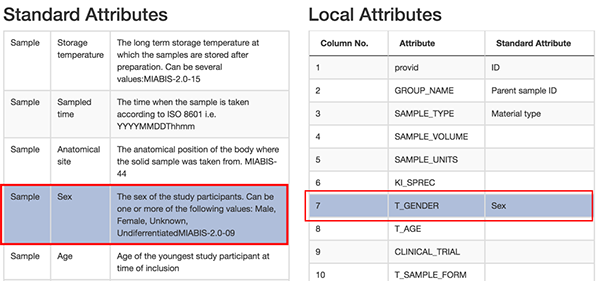 Standard Attributes
Sample Storage temperature The long term storage temperature at
which the samples are stored after
preparation. Can be several
values:MIABIS-2.0-15
Sample Sampled time The time when the sample is taken
according to ISO 8601 i.e.
YYYYMMDDThhmm
Sample Anatomical site The anatomical position of the body where
the solid sample was taken from. MIABIS-
44
Sample Sex The sex of the study participants. Can be
one or more of the following values: Male,
Female, Unknown,
UndiferrentiatedMIABIS-2.0-09
Sample Age Age of the youngest study participant at
time of inclusion
Local Attributes
Column No. Attribute Standard Attribute
1 provid ID
2 GROUP_NAME Parent sample ID
3 SAMPLE_TYPE Material type
4 SAMPLE_VOLUME
5 SAMPLE_UNITS
6 KI_SPREC
7 T_GENDER Sex
8 T_AGE
9 CLINICAL_TRIAL
10 T_SAMPLE_FORM